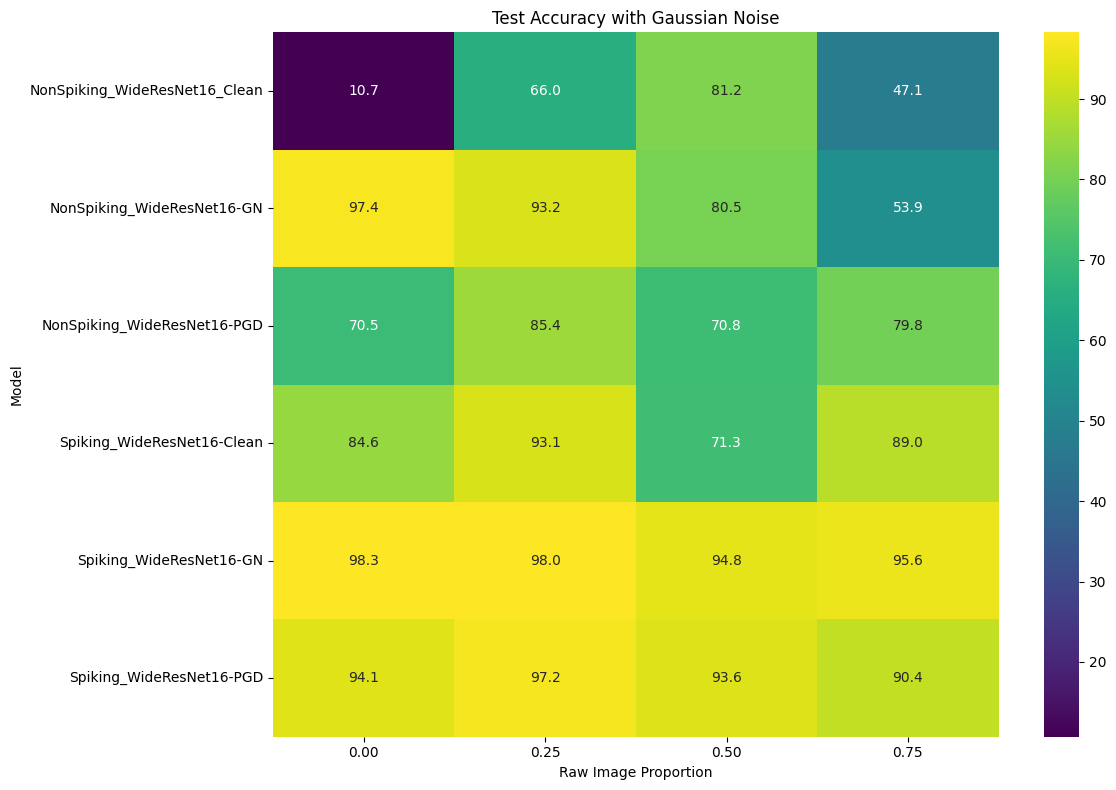 Test Accuracy with Gaussian Noise
NonSpiking_WideResNet16_Clean 10.7 66.0 81.2 47.1
NonSpiking_WideResNet16-GN 97.4 93.2 80.5 53.9
NonSpiking_WideResNet16-PGD 70.5 85.4 70.8 79.8
Spiking_WideResNet16-Clean 84.6 93.1 71.3 89.0
Spiking_WideResNet16-GN 98.3 98.0 94.8 95.6
Spiking_WideResNet16-PGD 94.1 97.2 93.6 90.4
Model
0.00 0.25 0.50 0.75
Raw Image Proportion
90
80
70
60
50
40
30
20